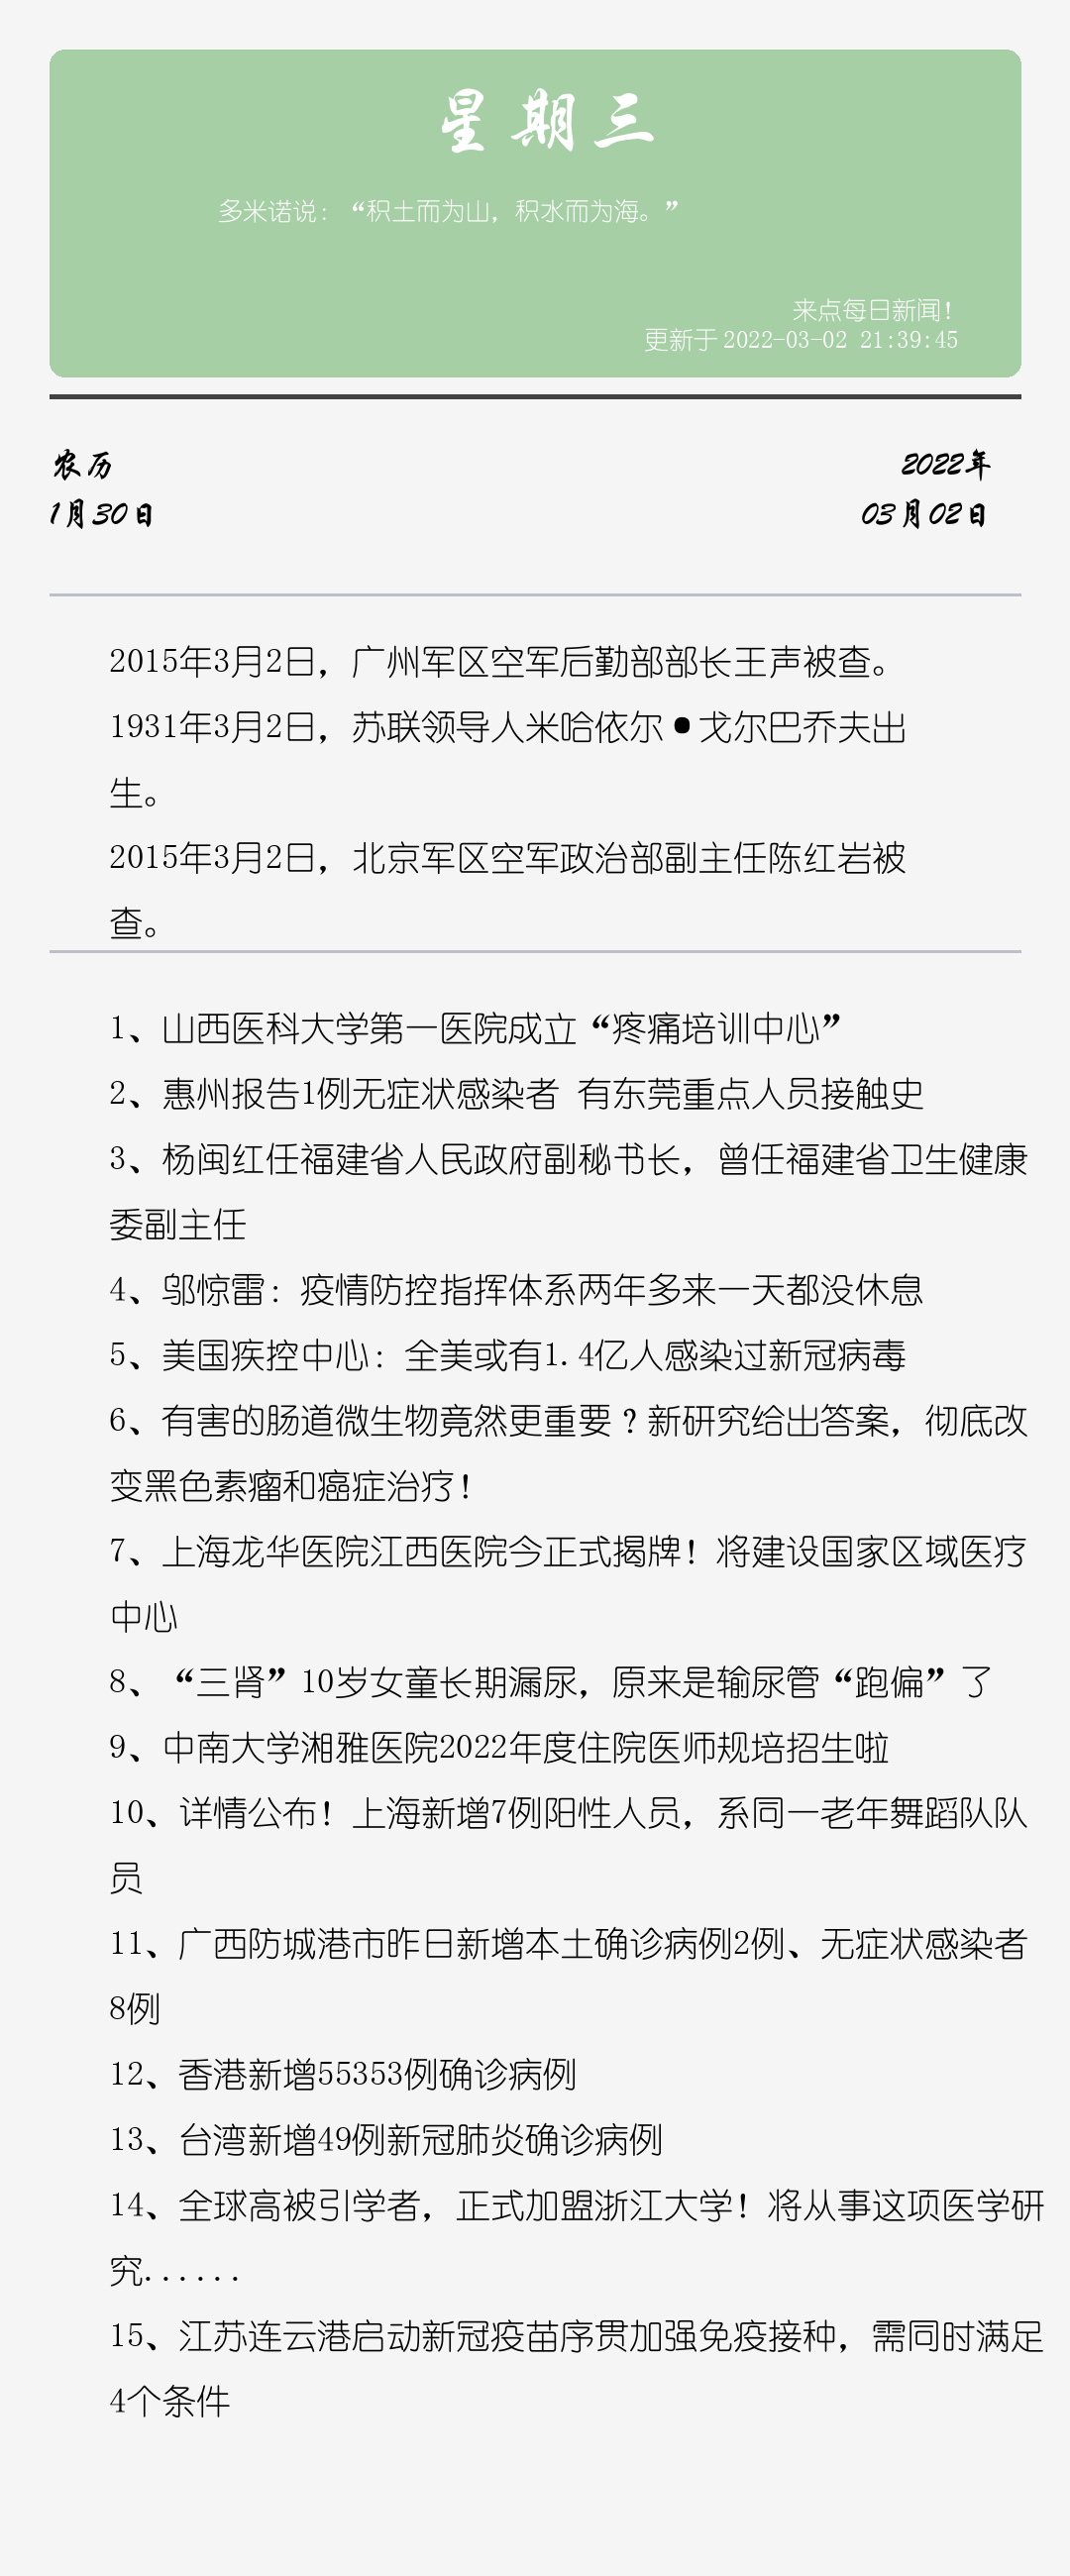 星期三
多米诺说：“积土而为山，积水而为海。”
来点每日新闻！
更新于 2022-03-02 21:39:45
农历
2022年
1月30日
03月02日
2015年3月2日，广州军区空军后勤部部长王声被查。
1931年3月2日，苏联领导人米哈依尔●戈尔巴乔夫出
生。
2015年3月2日，北京军区空军政治部副主任陈红岩被
查。
1、山西医科大学第一医院成立“疼痛培训中心”
2、惠州报告1例无症状感染者 有东莞重点人员接触史
3、杨闽红任福建省人民政府副秘书长，曾任福建省卫生健康
委副主任
4、邬惊雷：疫情防控指挥体系两年多来一天都没休息
5、美国疾控中心：全美或有1.4亿人感染过新冠病毒
6、有害的肠道微生物竟然更重要？新研究给出答案，彻底改
变黑色素瘤和癌症治疗！
7、上海龙华医院江西医院今正式揭牌！将建设国家区域医疗
中心
8、“三肾”10岁女童长期漏尿，原来是输尿管“跑偏”了
9、中南大学湘雅医院2022年度住院医师规培招生啦
10、详情公布！上海新增7例阳性人员，系同一老年舞蹈队队
员
11、广西防城港市昨日新增本土确诊病例2例、无症状感染者
8例
12、香港新增55353例确诊病例
13、台湾新增49例新冠肺炎确诊病例
14、全球高被引学者，正式加盟浙江大学！将从事这项医学研
究......
15、江苏连云港启动新冠疫苗序贯加强免疫接种，需同时满足
4个条件